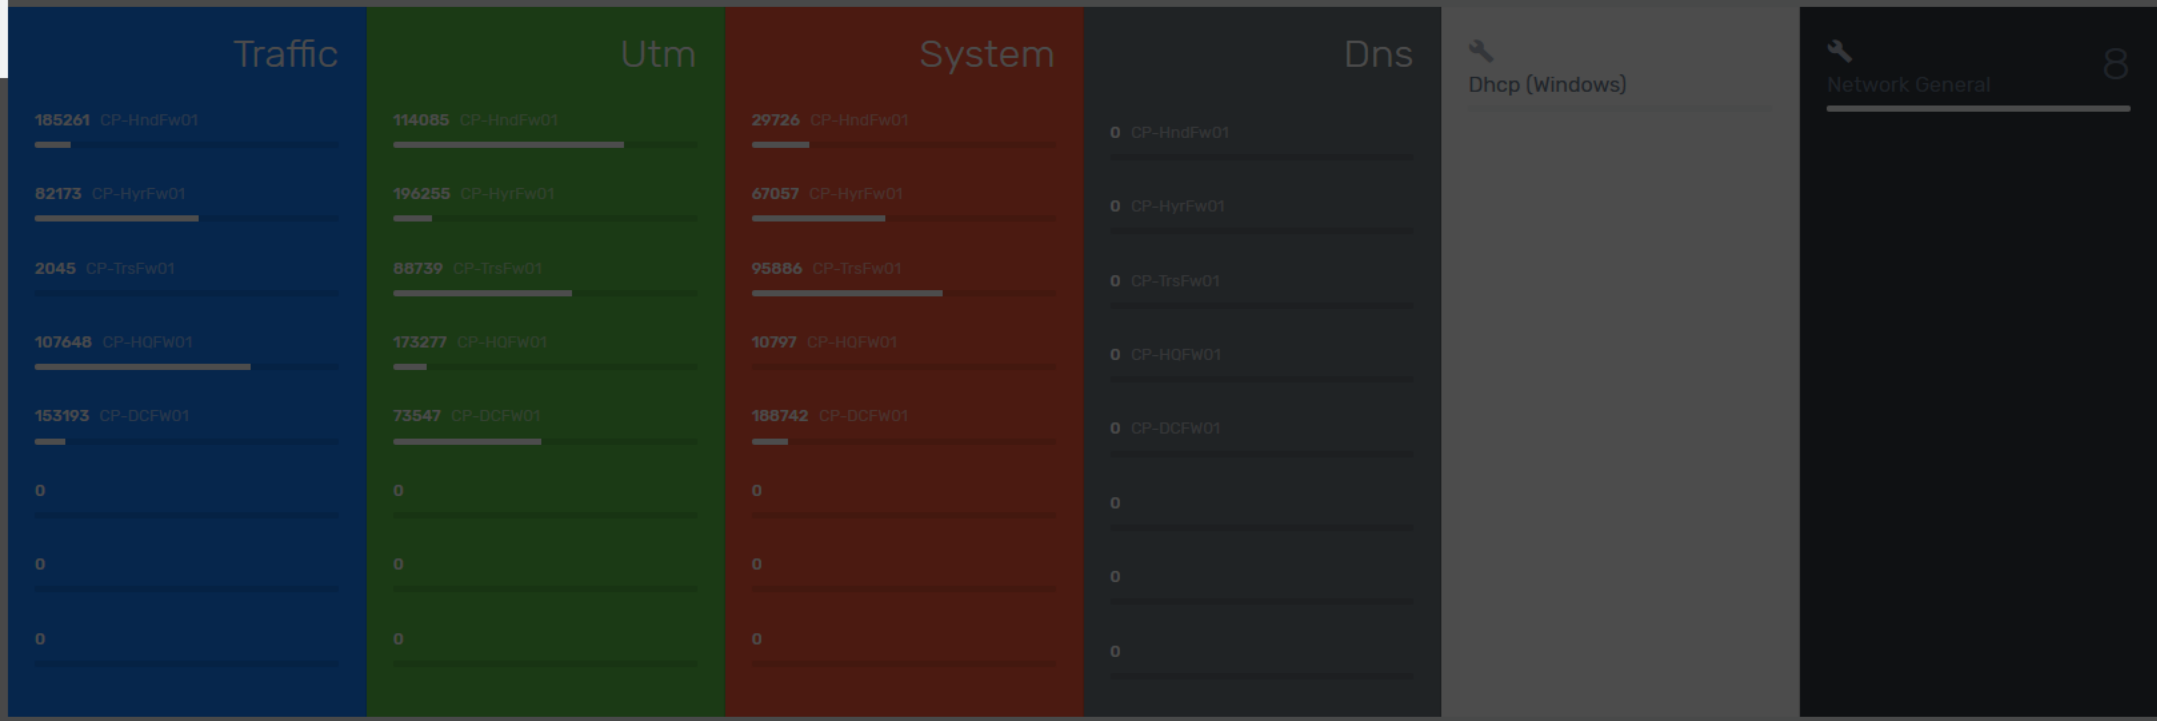 Traffic
185261 CP-HndFw01
82173 CP-HyrFw01
2045 CP-TrsFw01
107648 CP-HQFW01
153193 CP-DCFW01
0
0
0
Utm
114085 CP-HndFw01
196255 CP-HyrFw01
88739 CP-TrsFw01
173277 CP-HQFW01
73547 CP-DCFW01
0
0
0
System
29726 CP-HndFw01
67057 CP-HyrFw01
95886 CP-TrsFw01
10797 CP-HQFW01
188742 CP-DCFW01
0
0
0
Dns
0 CP-HndFw01
0 CP-HyrFw01
0 CP-TrsFw01
0 CP-HQFW01
0 CP-DCFW01
0
0
0
Dhcp (Windows)
8
Network General